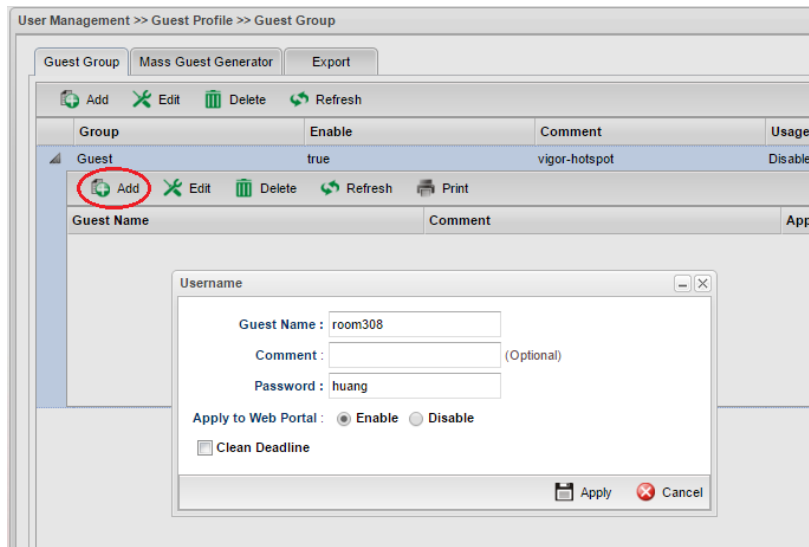 User Management >> Guest Profile >> Guest Group
Guest Group Mass Guest Generator Export
Add Edit Delete Refresh
Group Enable Comment Usage
Guest true vigor-hotspot Disable
Add Edit Delete Refresh Print
Guest Name Comment App
Username
Guest Name : room308
Comment : (Optional)
Password : huang
Apply to Web Portal : Enable Disable
Clean Deadline
Apply Cancel